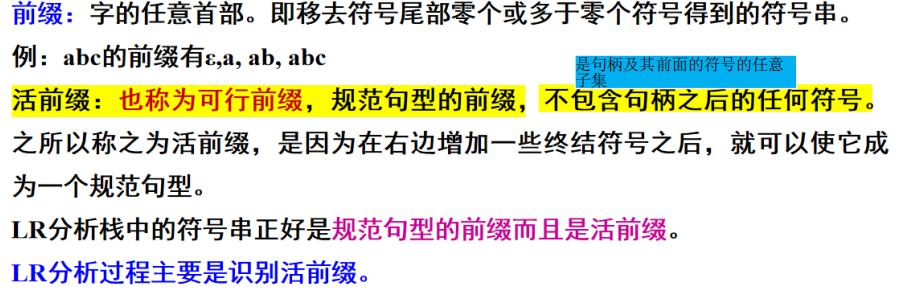 前缀：字的任意首部。即移去符号尾部零个或多于零个符号得到的符号串。
例：abc的前缀有ε,a, ab, abc
是句柄及其前面的符号的任意
子集
活前缀：也称为可行前缀，规范句型的前缀，不包含句柄之后的任何符号。
之所以称之为活前缀，是因为在右边增加一些终结符号之后，就可以使它成
为一个规范句型。
LR分析栈中的符号串正好是规范句型的前缀而且是活前缀。
LR分析过程主要是识别活前缀。